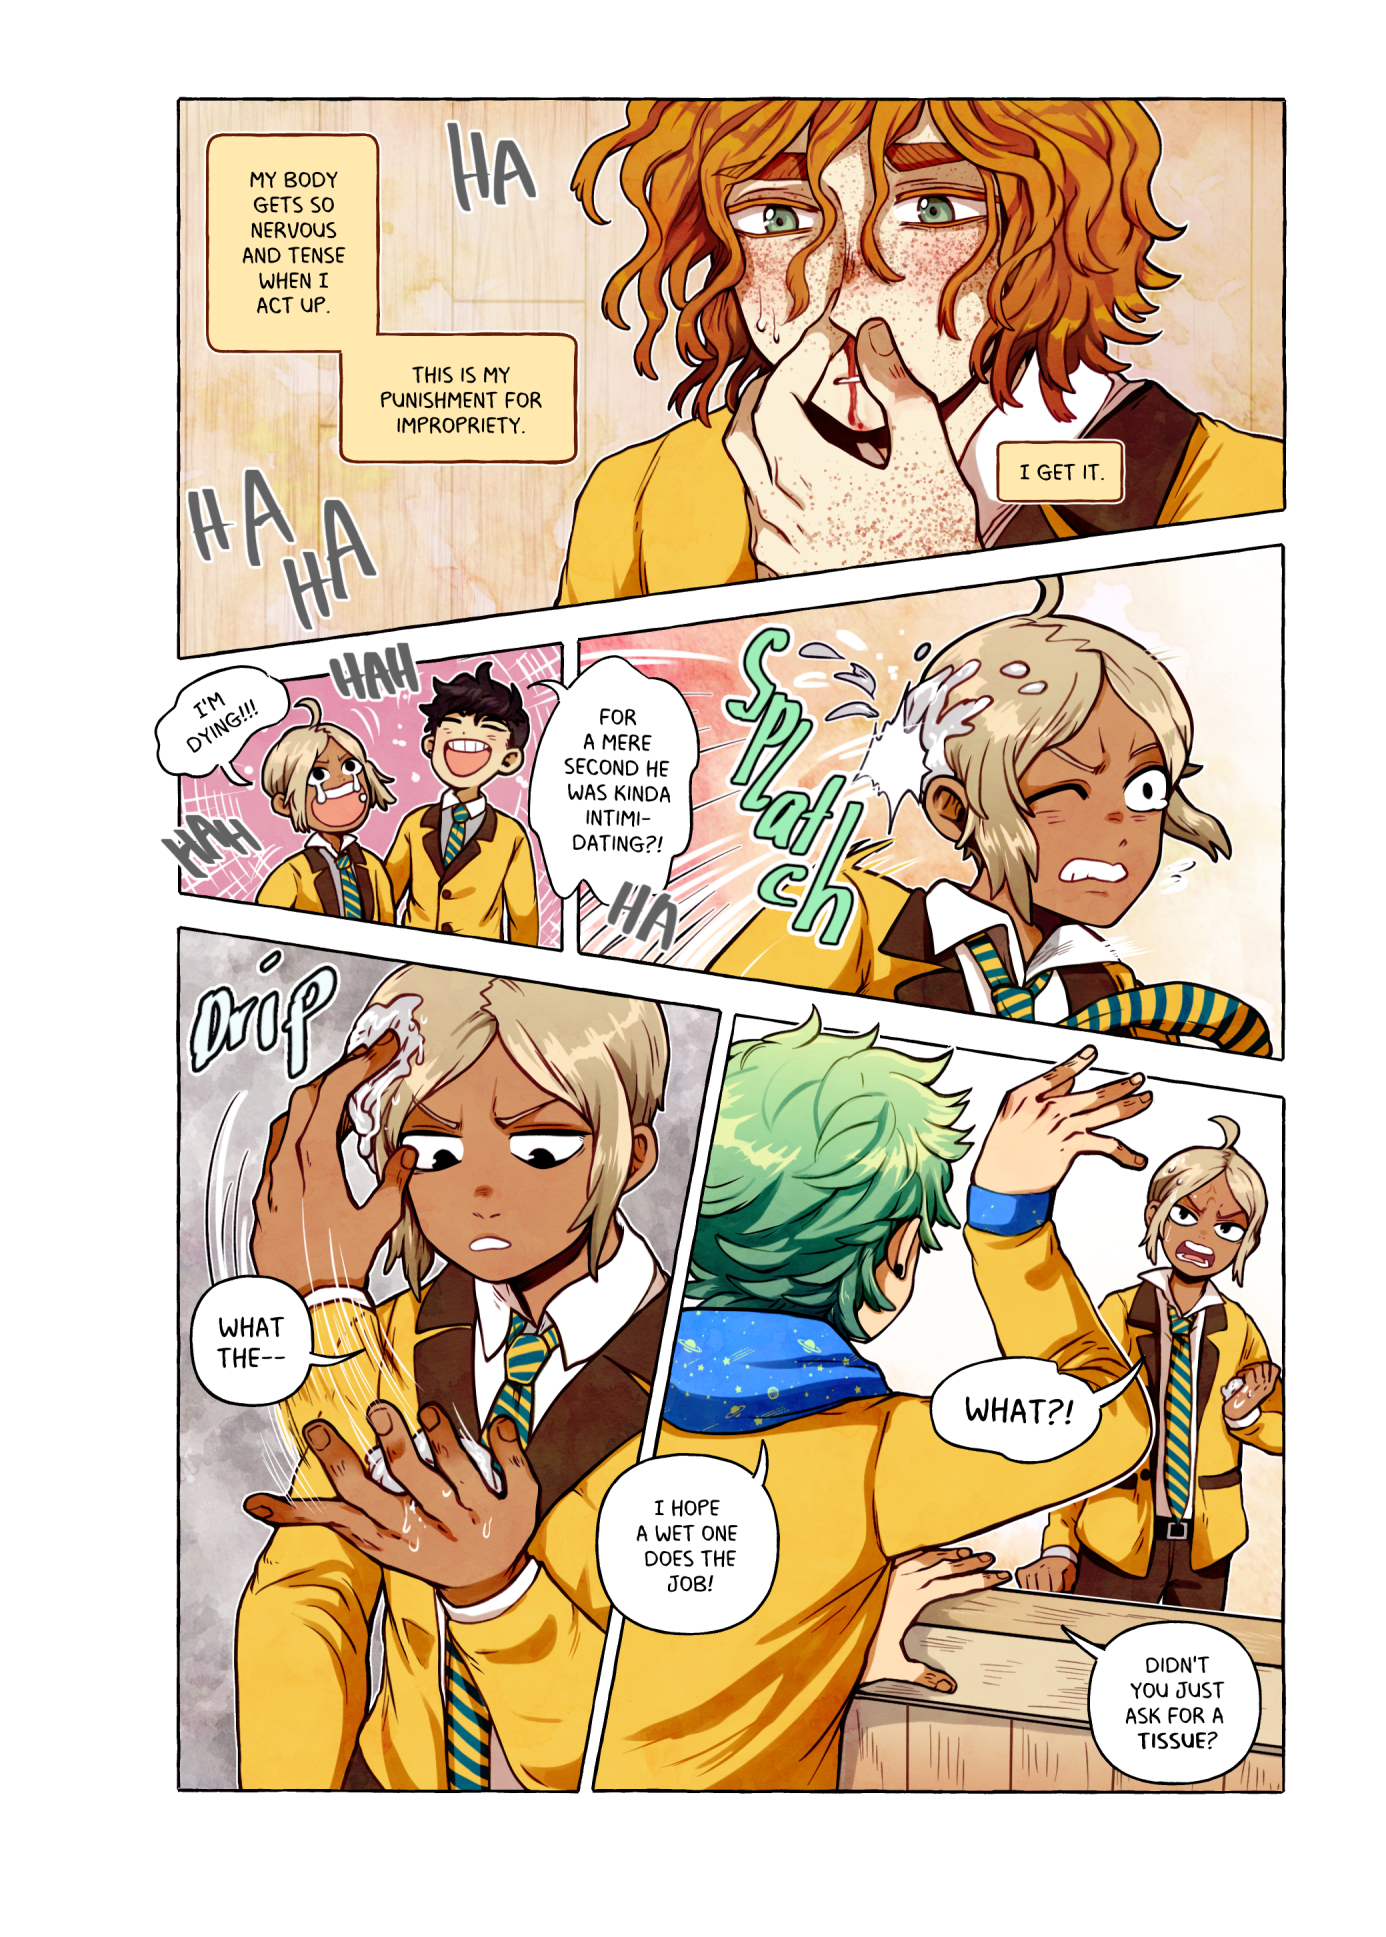 HA
MY BODY
GETS SO
NERVOUS
AND TENSE
WHEN I
ACT UP.
THIS IS MY
PUNISHMENT FOR
IMPROPRIETY.
I GET IT.
HA
HA
HAH
I'M
DYING!!!
HAH
FOR
A MERE
SECOND HE
WAS KINDA
INTIMI-
DATING?!
HA
Splatch
Drip
WHAT
THE--
WHAT?!
I HOPE
A WET ONE
DOES THE
JOB!
DIDN'T
YOU JUST
ASK FOR A
TISSUE?